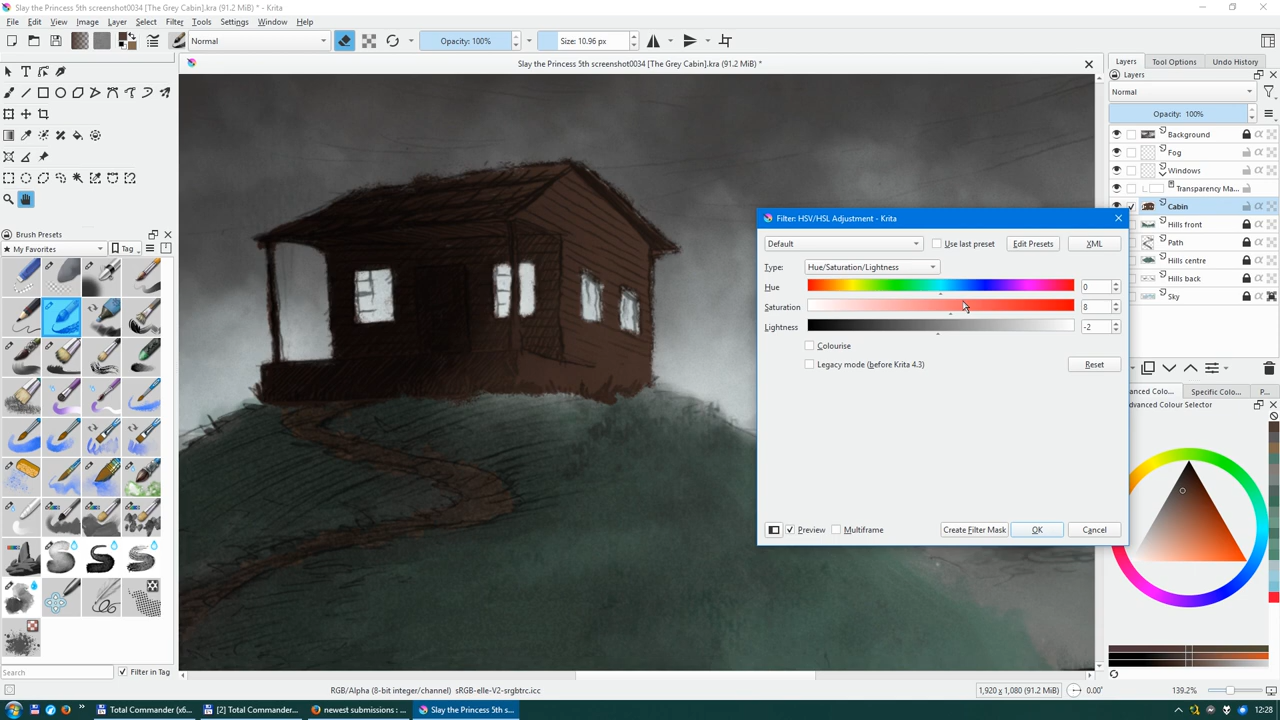 Slay the Princess 5th screenshot0034 [The Grey Cabin].kra (91.2 MiB) * - Krita
File Edit View Image Layer Select Filter Tools Settings Window Help
Normal Opacity: 100% Size: 10.96 px
Slay the Princess 5th screenshot0034 [The Grey Cabin].kra (91.2 MiB) *
Layers Tool Options Undo History
Layers
Normal
Opacity: 100%
Background
Fog
Windows
Transparency Ma...
Cabin
Hills front
Path
Hills centre
Hills back
Sky
Brush Presets
My Favorites Tag
Filter: HSV/HSL Adjustment - Krita
Default Use last preset Edit Presets XML
Type: Hue/Saturation/Lightness
Hue 0
Saturation 8
Lightness -2
Colourise
Legacy mode (before Krita 4.3) Reset
Preview Multiframe Create Filter Mask OK Cancel
anced Colo... Specific Colo... P...
dvanced Colour Selector
Search Filter in Tag
RGB/Alpha (8-bit integer/channel) sRGB-elle-V2-srgbtrc.icc 1,920 x 1,080 (91.2 MiB) 0.00° 139.2%
Total Commander (x6... [2] Total Commander... newest submissions : ... Slay the Princess 5th s... 12:28